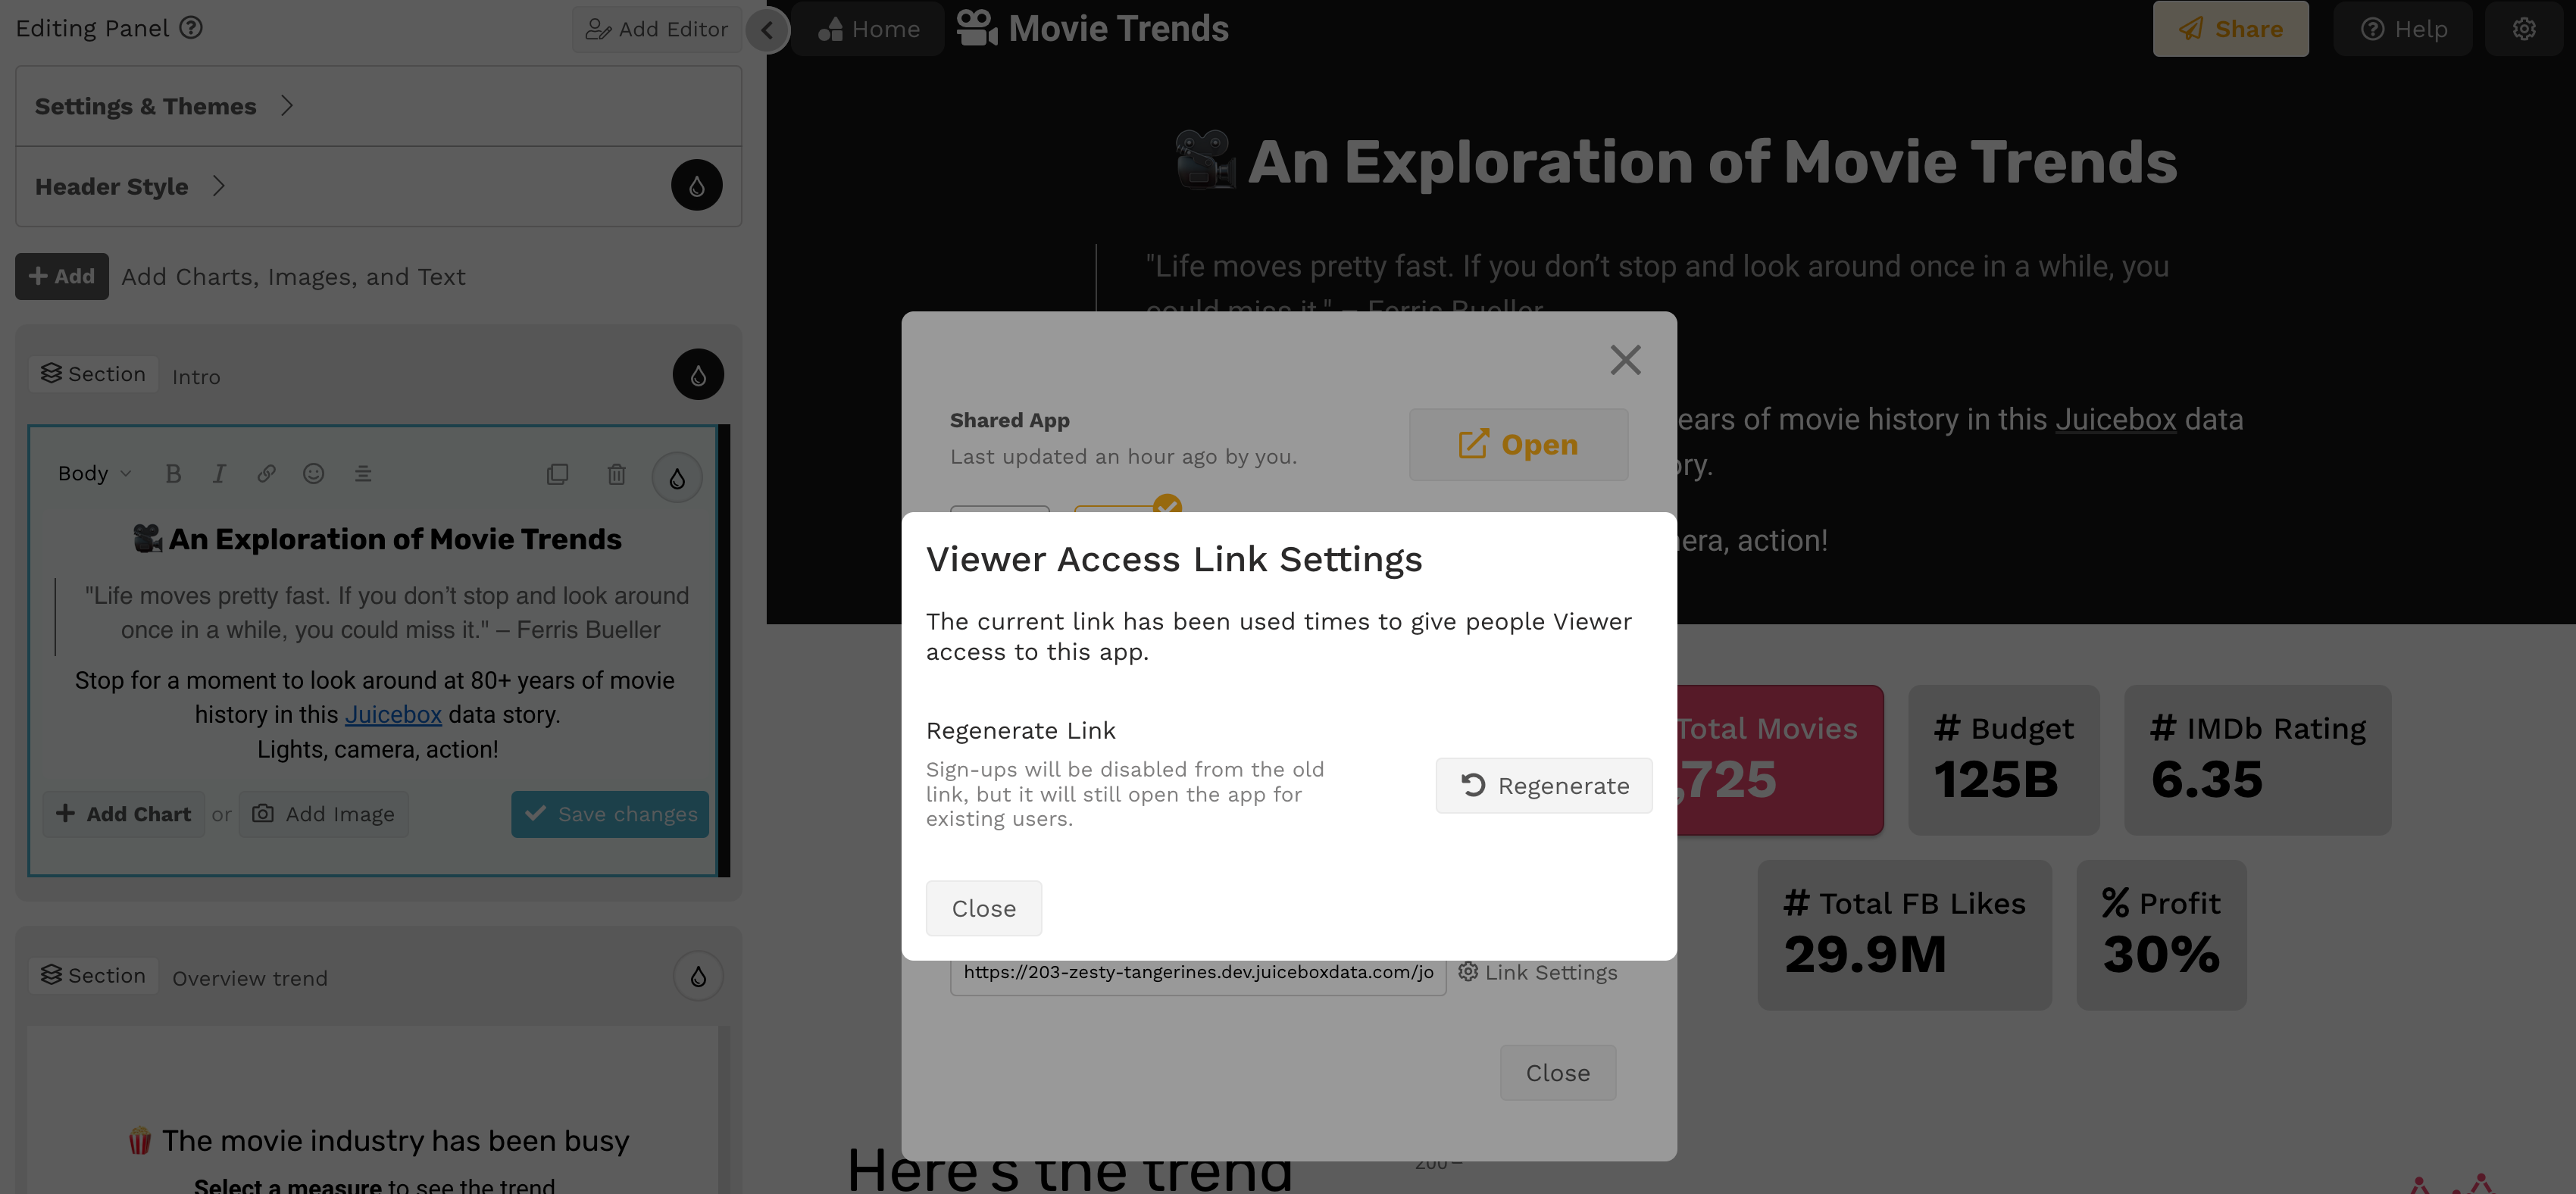 Editing Panel
Add Editor
Home
Movie Trends
Share
Help
Settings & Themes
Header Style
Add
Add Charts, Images, and Text
Section
Intro
Body
B I
An Exploration of Movie Trends
"Life moves pretty fast. If you don’t stop and look around
once in a while, you could miss it." – Ferris Bueller
Stop for a moment to look around at 80+ years of movie
history in this Juicebox data story.
Lights, camera, action!
+ Add Chart or Add Image
Save changes
Section
Overview trend
The movie industry has been busy
Select a measure to see the trend
An Exploration of Movie Trends
"Life moves pretty fast. If you don’t stop and look around once in a while, you
could miss it." – Ferris Bueller
ears of movie history in this Juicebox data
ory.
era, action!
Shared App
Last updated an hour ago by you.
Open
Viewer Access Link Settings
The current link has been used times to give people Viewer
access to this app.
Regenerate Link
Sign-ups will be disabled from the old
link, but it will still open the app for
existing users.
Regenerate
Close
https://203-zesty-tangerines.dev.juiceboxdata.com/jo
Link Settings
Close
Total Movies
,725
# Budget
125B
# IMDb Rating
6.35
# Total FB Likes
29.9M
% Profit
30%
Here's the trend
200